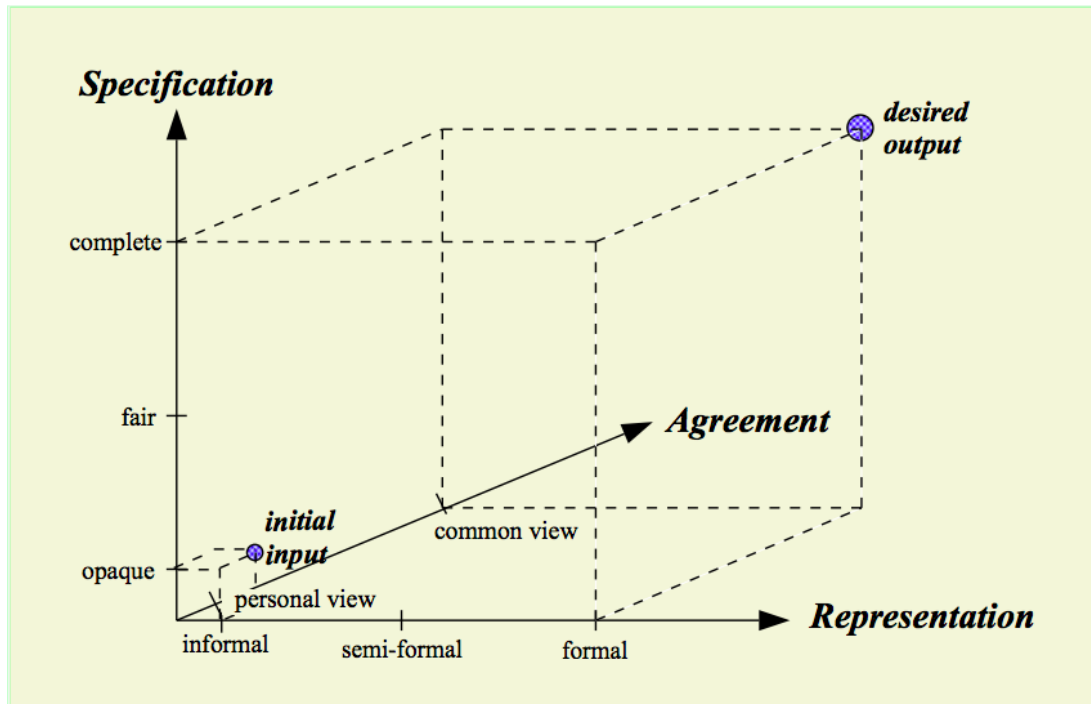 Specification
desired
output
complete
fair
Agreement
initial
input
common view
opaque
personal view
Representation
informal
semi-formal
formal